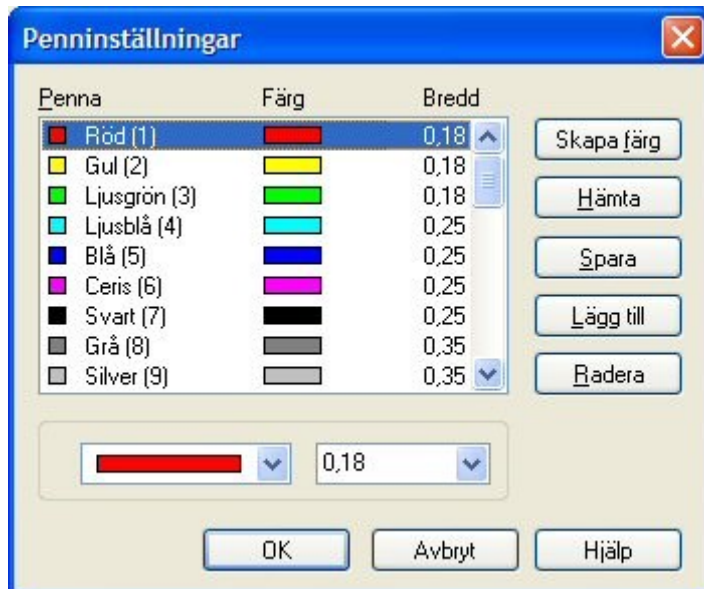 Penninställningar
Penna Färg Bredd
Röd (1) 0,18
Gul (2) 0,18
Ljusgrön (3) 0,18
Ljusblå (4) 0,25
Blå (5) 0,25
Ceris (6) 0,25
Svart (7) 0,25
Grå (8) 0,35
Silver (9) 0,35
Skapa färg
Hämta
Spara
Lägg till
Radera
0,18
OK Avbryt Hjälp